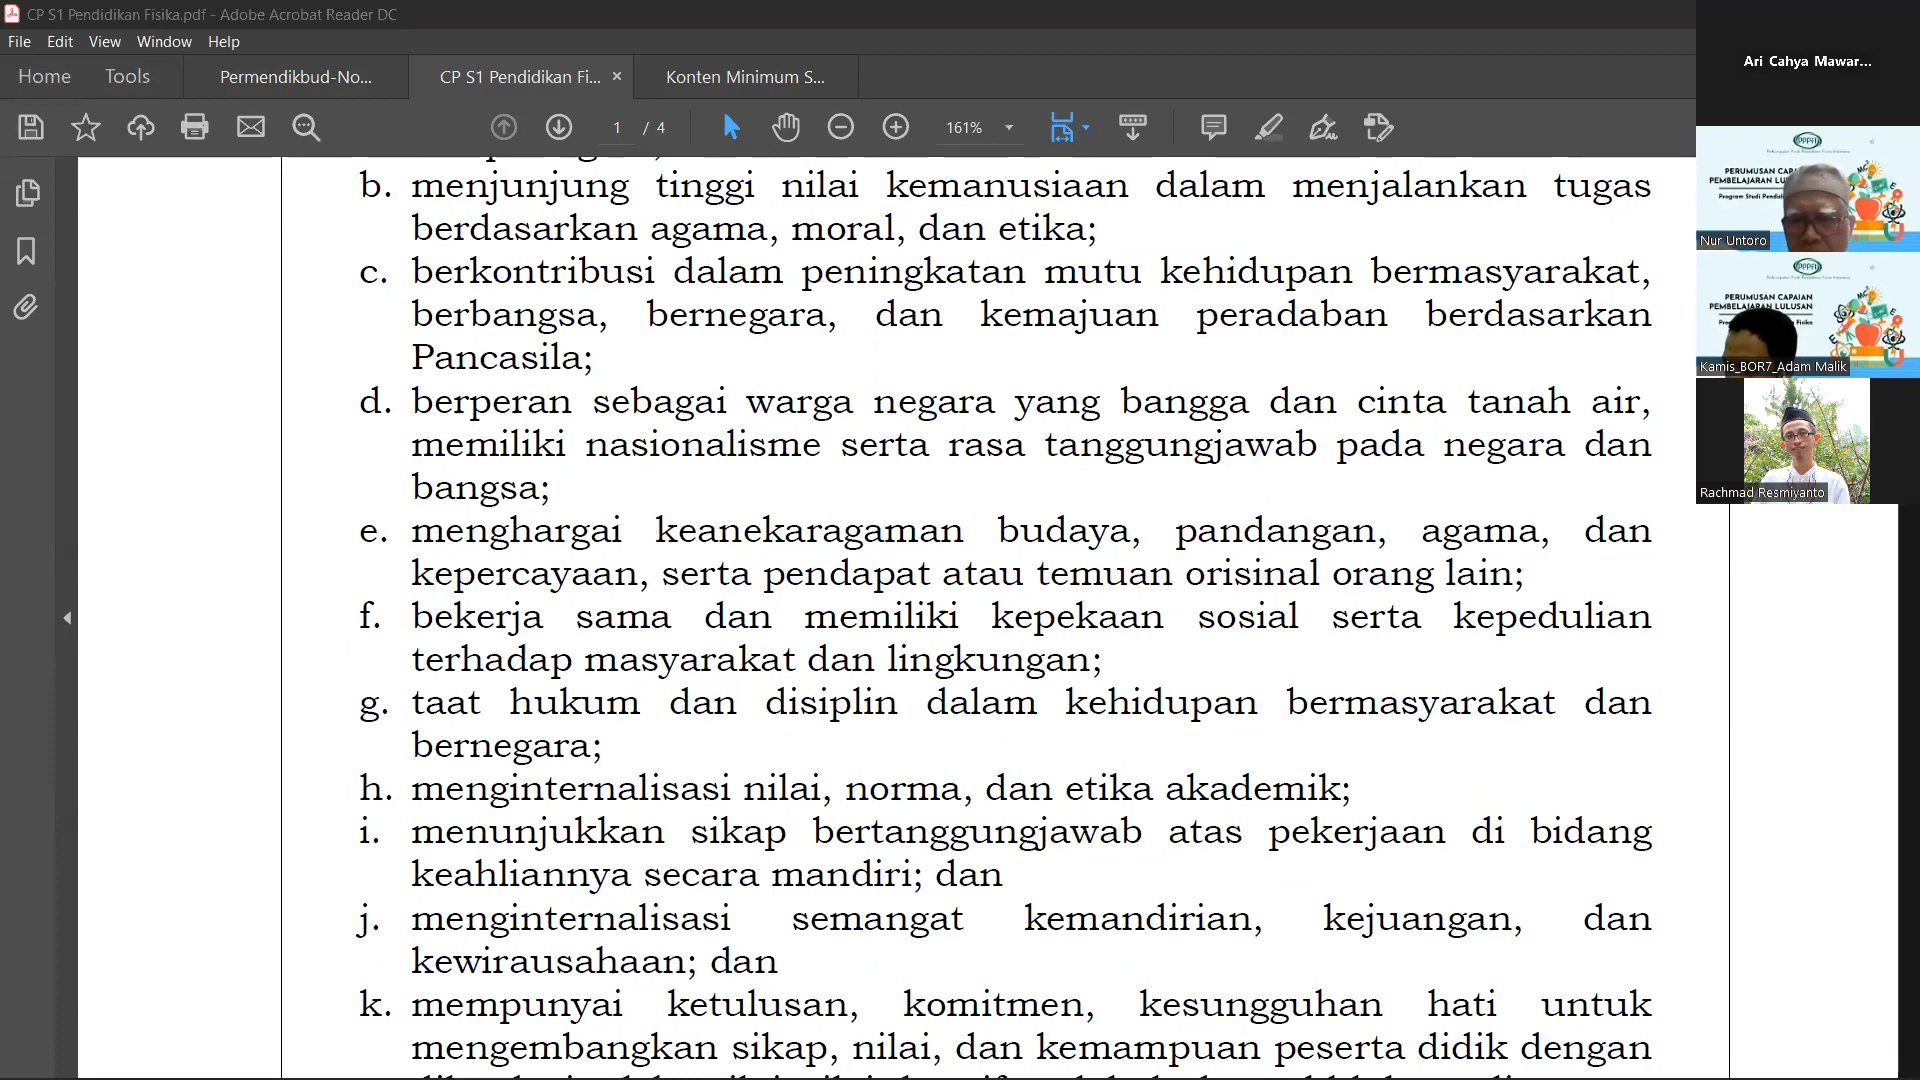 CP S1 Pendidikan Fisika.pdf - Adobe Acrobat Reader DC
File Edit View Window Help
Home Tools Permendikbud-No... CP S1 Pendidikan Fi... × Konten Minimum S...
1 / 4 161%
b. menjunjung tinggi nilai kemanusiaan dalam menjalankan tugas
berdasarkan agama, moral, dan etika;
c. berkontribusi dalam peningkatan mutu kehidupan bermasyarakat,
berbangsa, bernegara, dan kemajuan peradaban berdasarkan
Pancasila;
d. berperan sebagai warga negara yang bangga dan cinta tanah air,
memiliki nasionalisme serta rasa tanggungjawab pada negara dan
bangsa;
e. menghargai keanekaragaman budaya, pandangan, agama, dan
kepercayaan, serta pendapat atau temuan orisinal orang lain;
f. bekerja sama dan memiliki kepekaan sosial serta kepedulian
terhadap masyarakat dan lingkungan;
g. taat hukum dan disiplin dalam kehidupan bermasyarakat dan
bernegara;
h. menginternalisasi nilai, norma, dan etika akademik;
i. menunjukkan sikap bertanggungjawab atas pekerjaan di bidang
keahliannya secara mandiri; dan
j. menginternalisasi semangat kemandirian, kejuangan, dan
kewirausahaan; dan
k. mempunyai ketulusan, komitmen, kesungguhan hati untuk
mengembangkan sikap, nilai, dan kemampuan peserta didik dengan
Ari Cahya Mawar...
PERUMUSAN
PEMBELAJARAN
Program Studi
Nur Untoro
PERUMUSAN CAPAIAN
PEMBELAJARAN LULUSAN
Kamis_BOR7_Adam Malik
Rachmad Resmiyanto